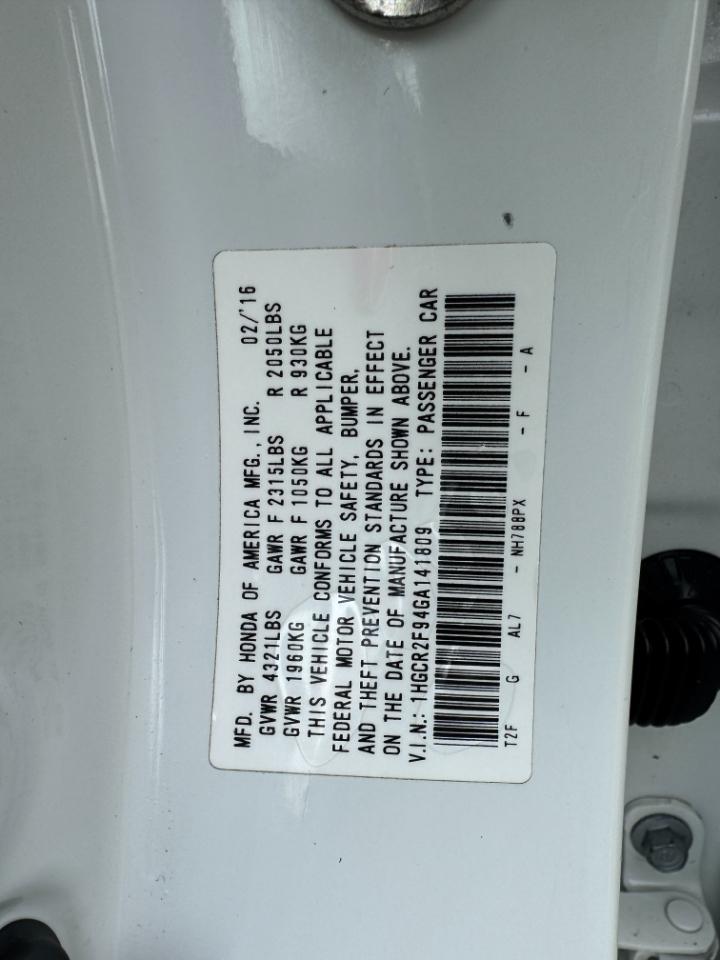 MFD. BY HONDA OF AMERICA MFG., INC. 02/'16
GVWR 4321LBS GAWR F 2315LBS R 2050LBS
GVWR 1960KG GAWR F 1050KG R 930KG
THIS VEHICLE CONFORMS TO ALL APPLICABLE
FEDERAL MOTOR VEHICLE SAFETY, BUMPER,
AND THEFT PREVENTION STANDARDS IN EFFECT
ON THE DATE OF MANUFACTURE SHOWN ABOVE.
V.I.N.: 1HGCR2F94GA141809 TYPE: PASSENGER CAR
T2F G AL7 - NH788PX - F - A